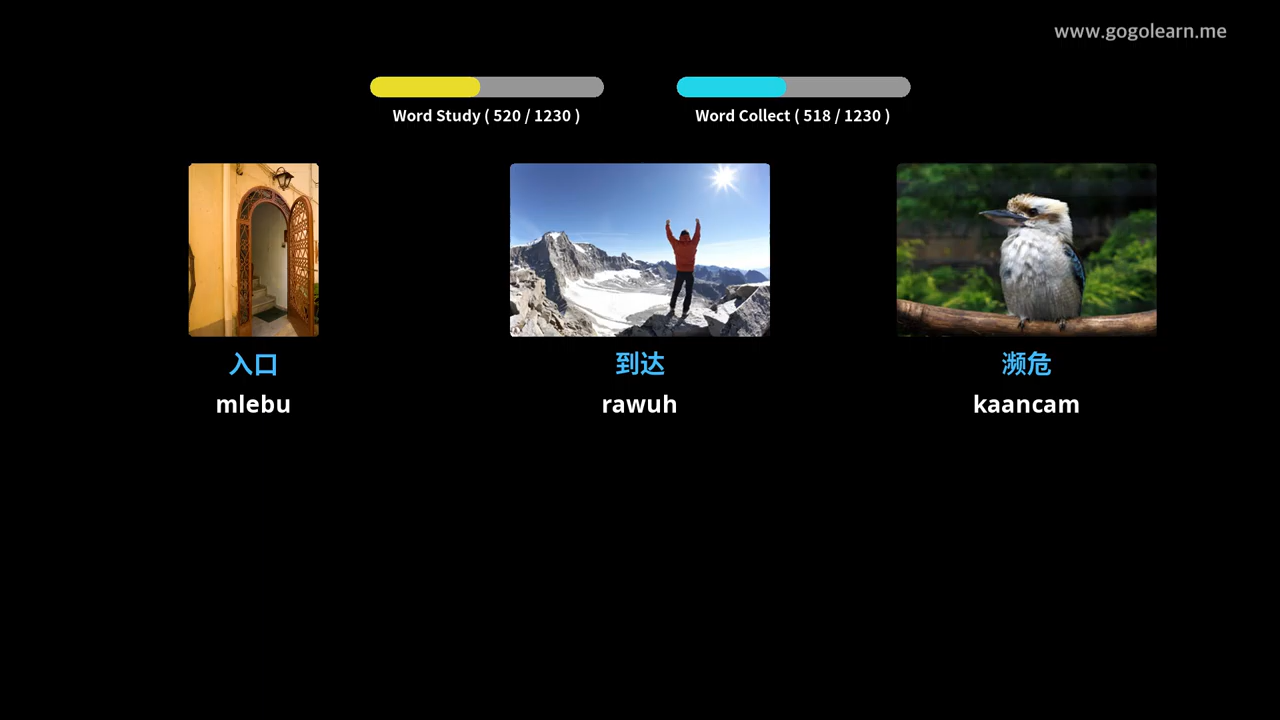 www.gogolearn.me
Word Study ( 520 / 1230 )
Word Collect ( 518 / 1230 )
入口
到达
濒危
mlebu
rawuh
kaancam